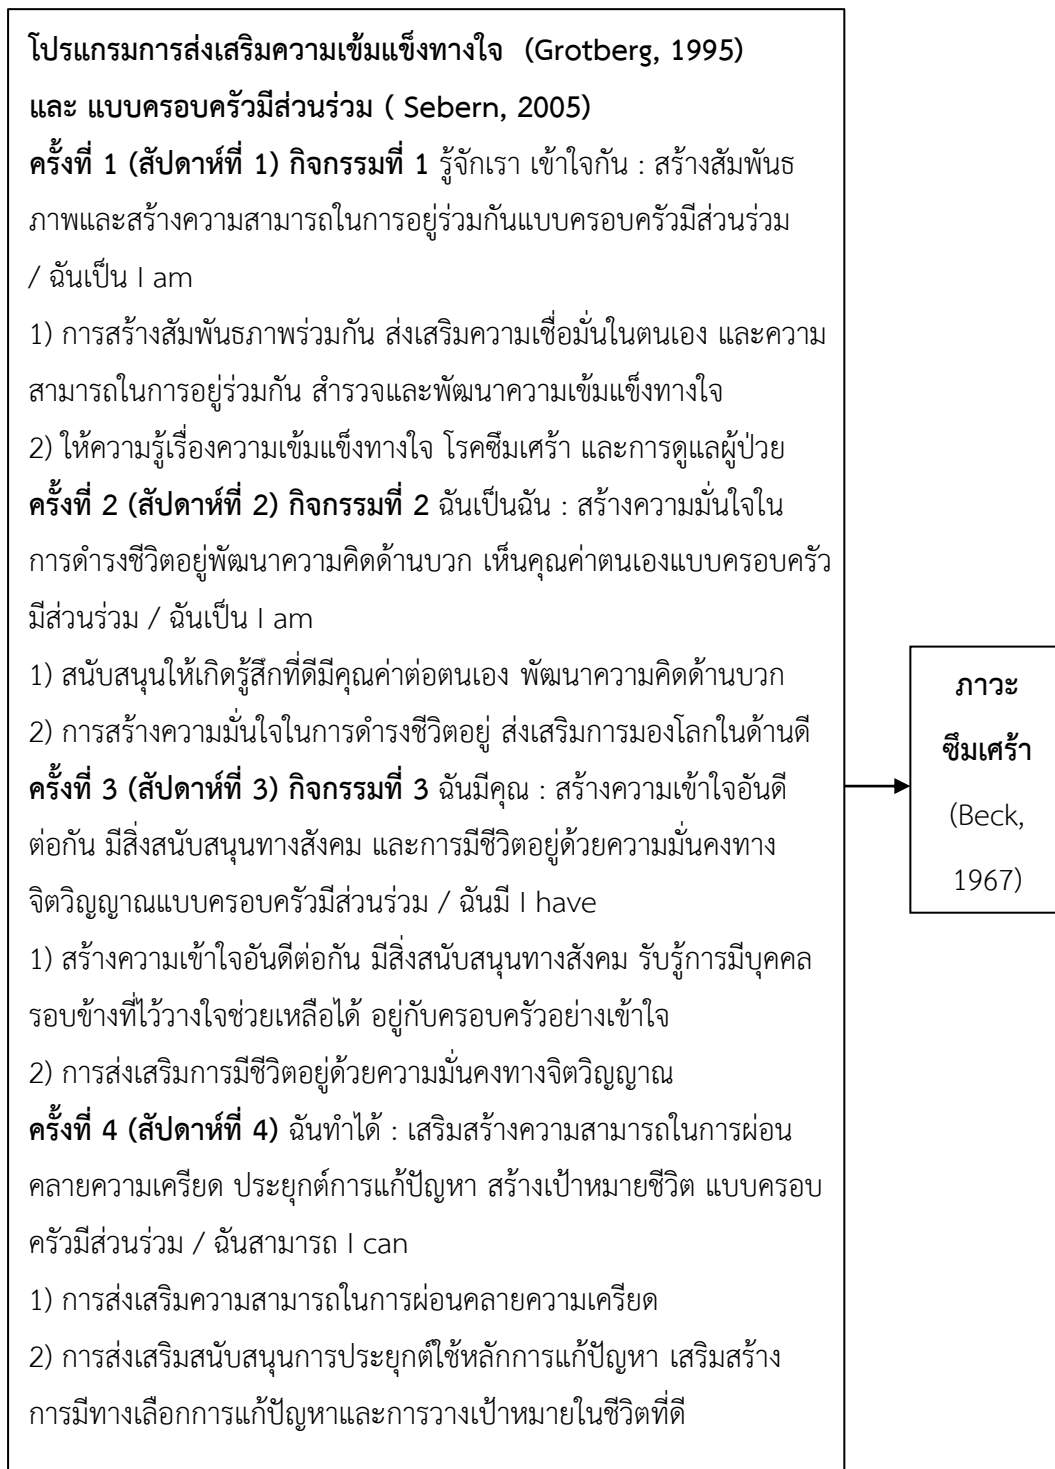 โปรแกรมการส่งเสริมความเข้มแข็งทางใจ (Grotberg, 1995)
และ แบบครอบครัวมีส่วนร่วม ( Sebern, 2005)
ครั้งที่ 1 (สัปดาห์ที่ 1) กิจกรรมที่ 1 รู้จักเรา เข้าใจกัน : สร้างสัมพันธ
ภาพและสร้างความสามารถในการอยู่ร่วมกันแบบครอบครัวมีส่วนร่วม
/ ฉันเป็น I am
1) การสร้างสัมพันธภาพร่วมกัน ส่งเสริมความเชื่อมั่นในตนเอง และความ
สามารถในการอยู่ร่วมกัน สำรวจและพัฒนาความเข้มแข็งทางใจ
2) ให้ความรู้เรื่องความเข้มแข็งทางใจ โรคซึมเศร้า และการดูแลผู้ป่วย
ครั้งที่ 2 (สัปดาห์ที่ 2) กิจกรรมที่ 2 ฉันเป็นฉัน : สร้างความมั่นใจใน
การดำรงชีวิตอยู่พัฒนาความคิดด้านบวก เห็นคุณค่าตนเองแบบครอบครัว
มีส่วนร่วม / ฉันเป็น I am
1) สนับสนุนให้เกิดรู้สึกที่ดีมีคุณค่าต่อตนเอง พัฒนาความคิดด้านบวก
2) การสร้างความมั่นใจในการดำรงชีวิตอยู่ ส่งเสริมการมองโลกในด้านดี
ครั้งที่ 3 (สัปดาห์ที่ 3) กิจกรรมที่ 3 ฉันมีคุณ : สร้างความเข้าใจอันดี
ต่อกัน มีสิ่งสนับสนุนทางสังคม และการมีชีวิตอยู่ด้วยความมั่นคงทาง
จิตวิญญาณแบบครอบครัวมีส่วนร่วม / ฉันมี I have
1) สร้างความเข้าใจอันดีต่อกัน มีสิ่งสนับสนุนทางสังคม รับรู้การมีบุคคล
รอบข้างที่ไว้วางใจช่วยเหลือได้ อยู่กับครอบครัวอย่างเข้าใจ
2) การส่งเสริมการมีชีวิตอยู่ด้วยความมั่นคงทางจิตวิญญาณ
ครั้งที่ 4 (สัปดาห์ที่ 4) ฉันทำได้ : เสริมสร้างความสามารถในการผ่อน
คลายความเครียด ประยุกต์การแก้ปัญหา สร้างเป้าหมายชีวิต แบบครอบ
ครัวมีส่วนร่วม / ฉันสามารถ I can
1) การส่งเสริมความสามารถในการผ่อนคลายความเครียด
2) การส่งเสริมสนับสนุนการประยุกต์ใช้หลักการแก้ปัญหา เสริมสร้าง
การมีทางเลือกการแก้ปัญหาและการวางเป้าหมายในชีวิตที่ดี
ภาวะ
ซึมเศร้า
(Beck,
1967)